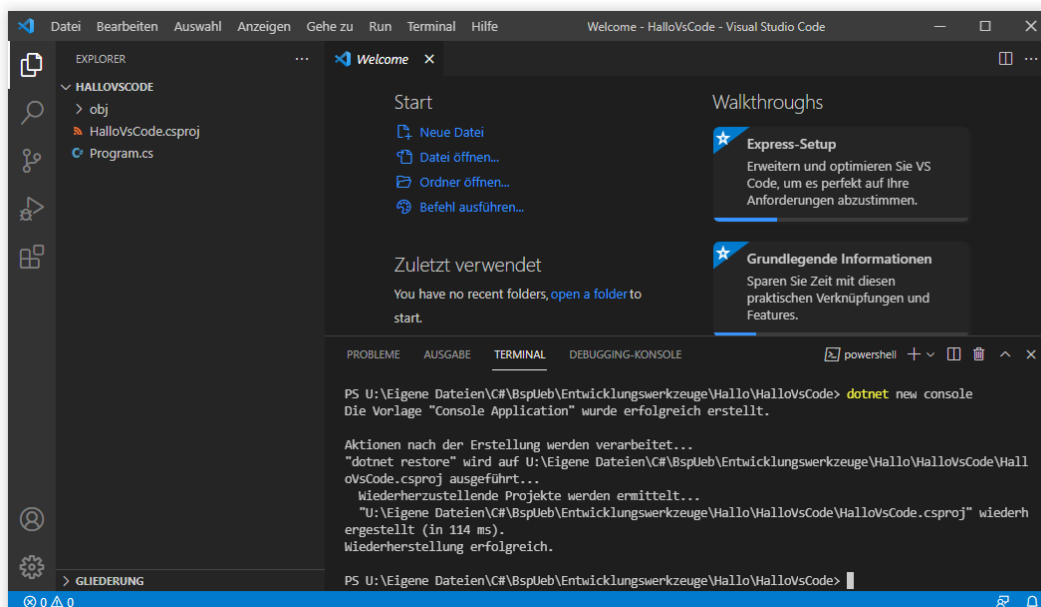 Datei Bearbeiten Auswahl Anzeigen Gehe zu Run Terminal Hilfe Welcome - HalloVsCode - Visual Studio Code
EXPLORER
HALLOVSCODE
obj
HalloVsCode.csproj
Program.cs
GLIEDERUNG
Welcome
Start
Neue Datei
Datei öffnen...
Ordner öffnen...
Befehl ausführen...
Zuletzt verwendet
You have no recent folders, open a folder to
start.
Walkthroughs
Express-Setup
Erweitern und optimieren Sie VS
Code, um es perfekt auf Ihre
Anforderungen abzustimmen.
Grundlegende Informationen
Sparen Sie Zeit mit diesen
praktischen Verknüpfungen und
Features.
PROBLEME AUSGABE TERMINAL DEBUGGING-KONSOLE powershell
PS U:\Eigene Dateien\C#\BspUeb\Entwicklungswerkzeuge\Hallo\HalloVsCode> dotnet new console
Die Vorlage "Console Application" wurde erfolgreich erstellt.
Aktionen nach der Erstellung werden verarbeitet...
"dotnet restore" wird auf U:\Eigene Dateien\C#\BspUeb\Entwicklungswerkzeuge\Hallo\HalloVsCode\Hall
oVsCode.csproj ausgeführt...
Wiederherzustellende Projekte werden ermittelt...
"U:\Eigene Dateien\C#\BspUeb\Entwicklungswerkzeuge\Hallo\HalloVsCode\HalloVsCode.csproj" wiederh
ergestellt (in 114 ms).
Wiederherstellung erfolgreich.
PS U:\Eigene Dateien\C#\BspUeb\Entwicklungswerkzeuge\Hallo\HalloVsCode>
0 0